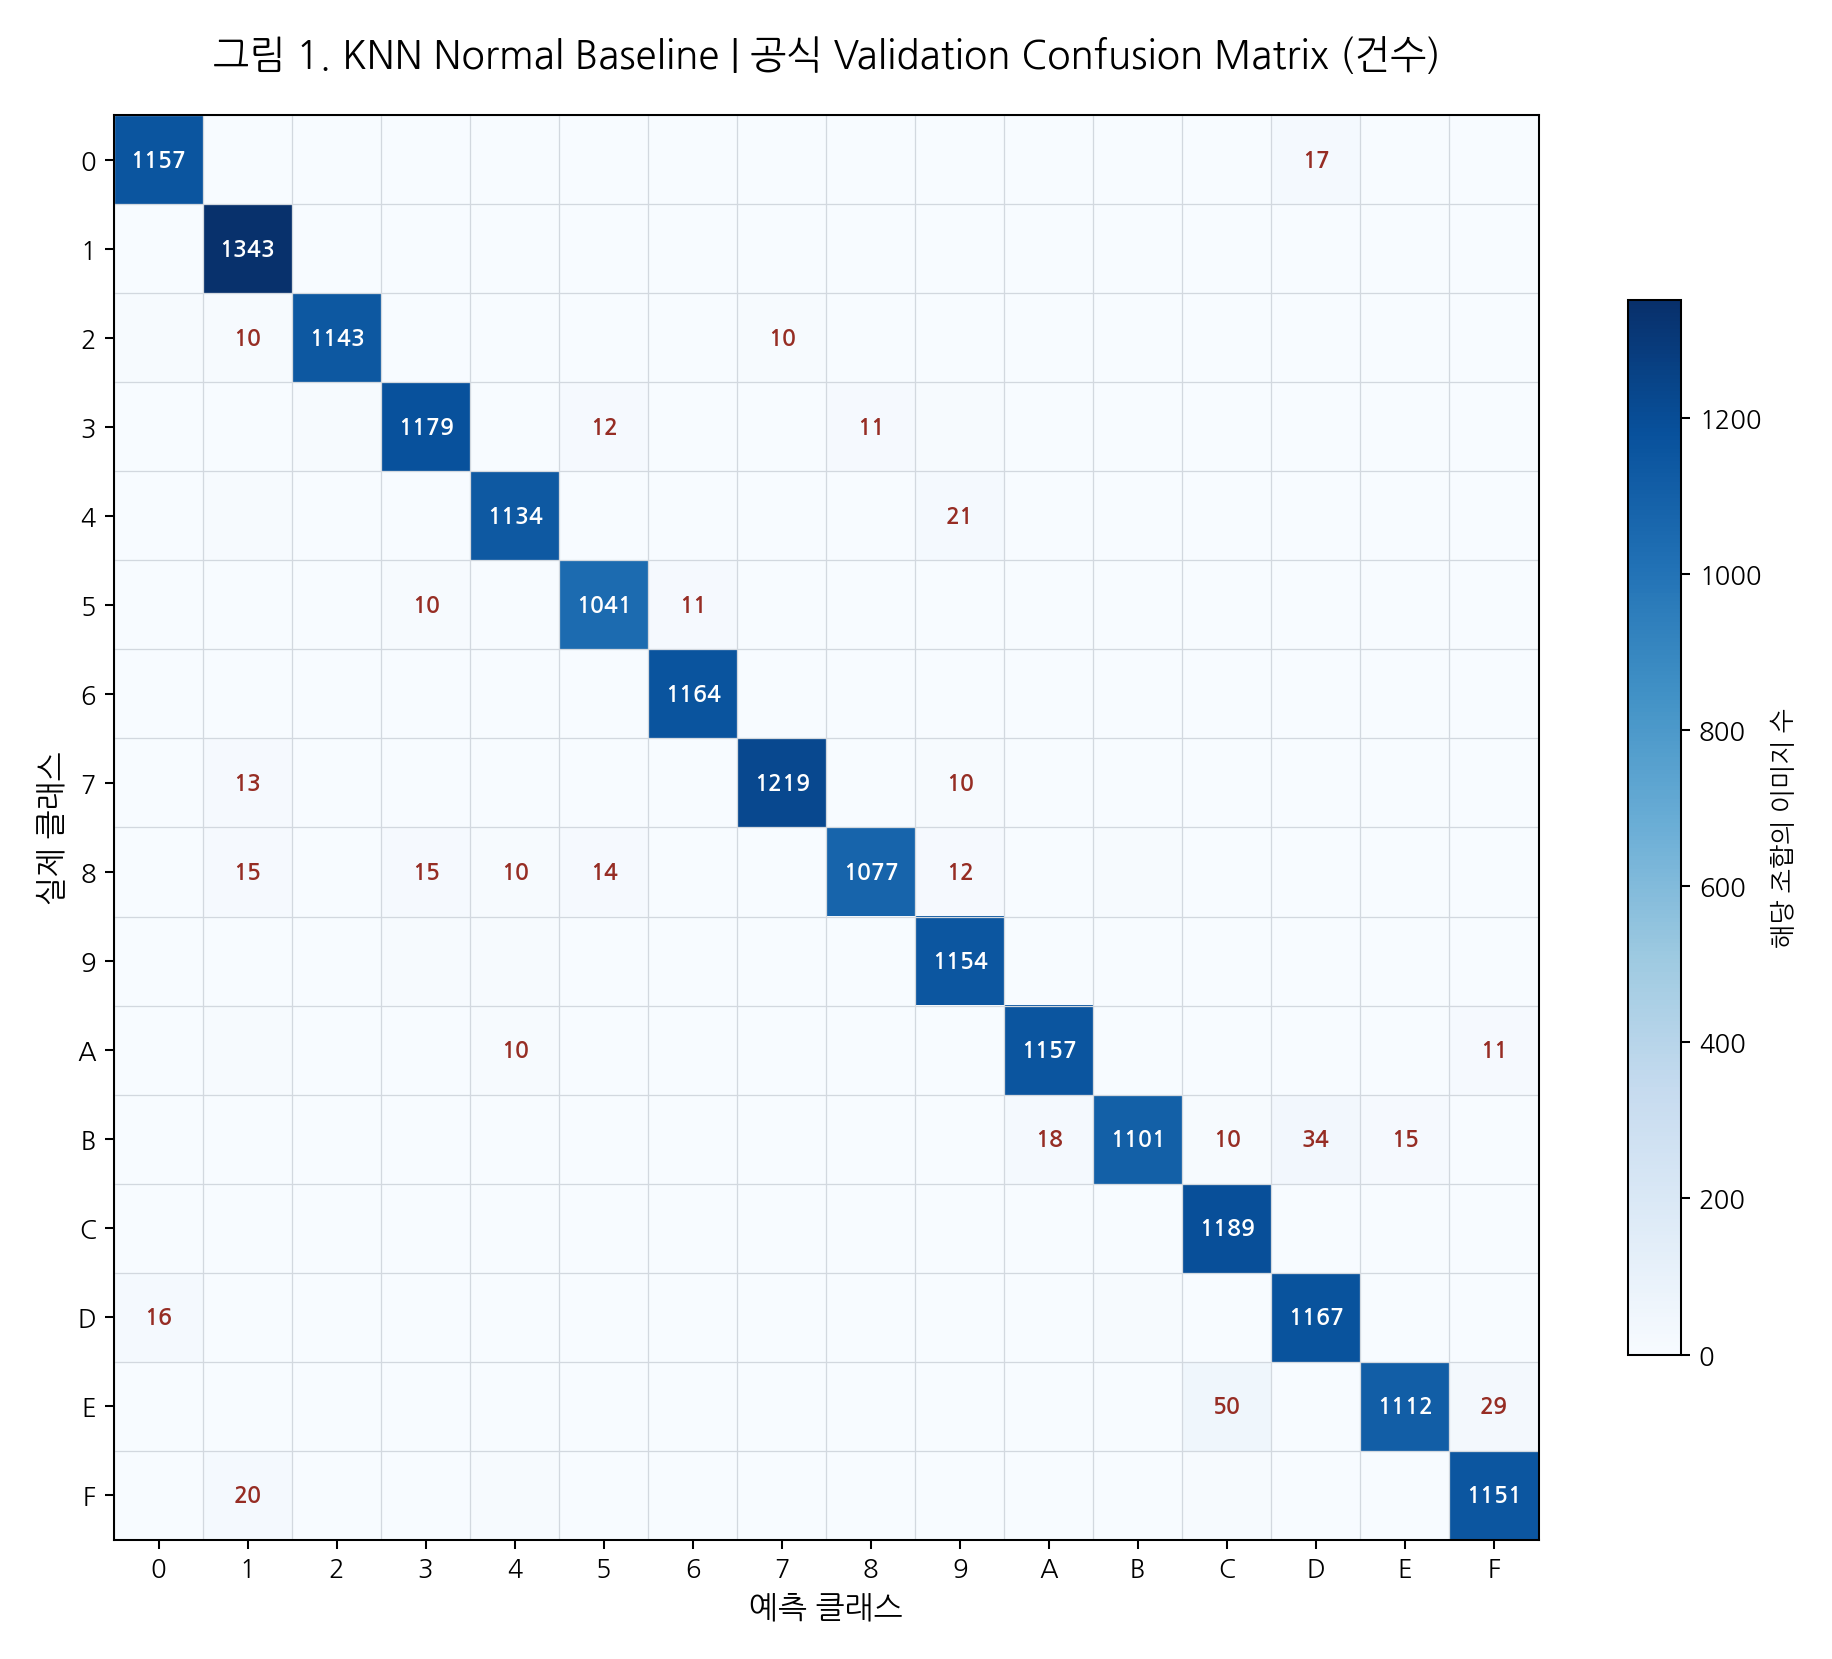 그림 1. KNN Normal Baseline | 공식 Validation Confusion Matrix (건수)
실제 클래스
0 1157 17
1 1343
2 10 1143 10
3 1179 12 11
4 1134 21
5 10 1041 11
6 1164
7 13 1219 10
8 15 15 10 14 1077 12
9 1154
A 10 1157 11
B 18 1101 10 34 15
C 1189
D 16 1167
E 50 1112 29
F 20 1151
0 1 2 3 4 5 6 7 8 9 A B C D E F
예측 클래스
1200
1000
800
600
400
200
0
해당 조합의 이미지 수